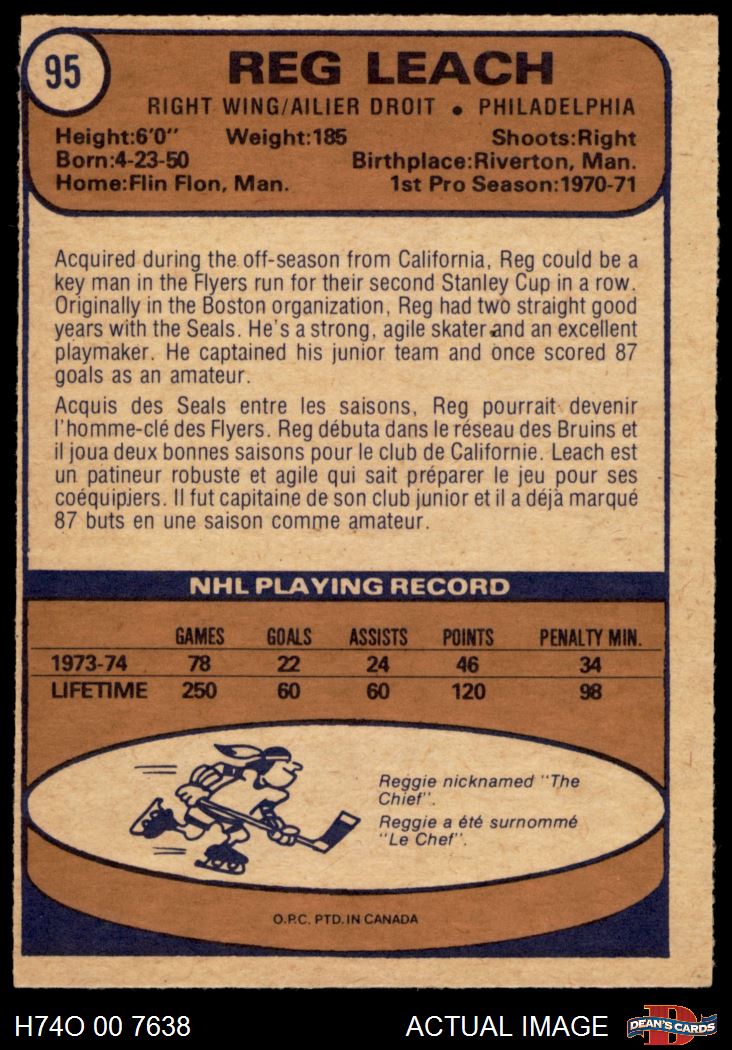 95
REG LEACH
RIGHT WING/AILIER DROIT • PHILADELPHIA
Height:6'0" Weight:185 Shoots:Right
Born:4-23-50 Birthplace:Riverton, Man.
Home:Flin Flon, Man. 1st Pro Season:1970-71
Acquired during the off-season from California, Reg could be a
key man in the Flyers run for their second Stanley Cup in a row.
Originally in the Boston organization, Reg had two straight good
years with the Seals. He's a strong, agile skater and an excellent
playmaker. He captained his junior team and once scored 87
goals as an amateur.
Acquis des Seals entre les saisons, Reg pourrait devenir
l'homme-clé des Flyers. Reg débuta dans le réseau des Bruins et
il joua deux bonnes saisons pour le club de Californie. Leach est
un patineur robuste et agile qui sait préparer le jeu pour ses
coéquipiers. Il fut capitaine de son club junior et il a déjà marqué
87 buts en une saison comme amateur.
NHL PLAYING RECORD
GAMES GOALS ASSISTS POINTS PENALTY MIN.
1973-74 78 22 24 46 34
LIFETIME 250 60 60 120 98
Reggie nicknamed "The
Chief".
Reggie a été surnommé
"Le Chef".
O.P.C. PTD. IN CANADA
H74O 00 7638 ACTUAL IMAGE D DEAN'S CARDS